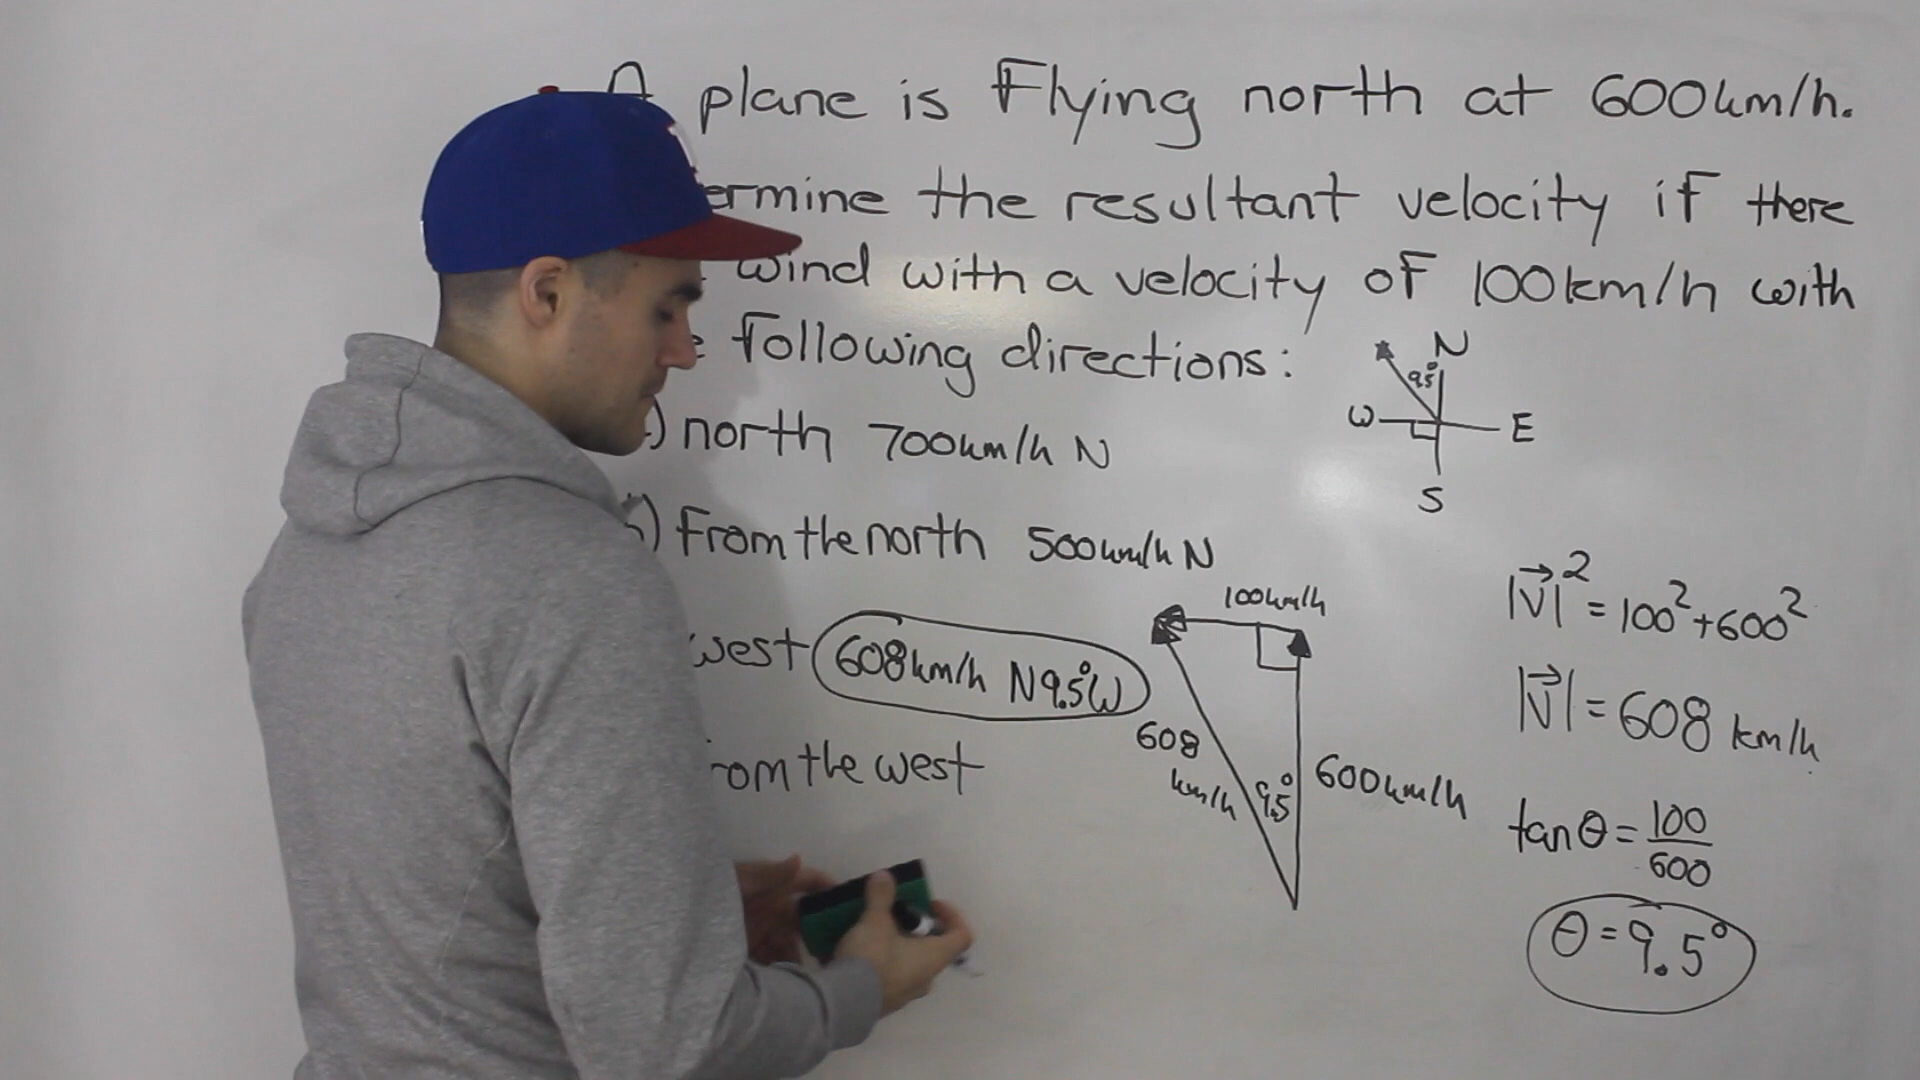 A plane is Flying north at 600km/h.
ermine the resultant velocity if there
wind with a velocity of 100km/h with
e following directions:
N
9.5°
W
E
S
) north 700km/h N
) From the north 500km/h N
west 608km/h N9.5°W
rom the west
100km/h
608
km/h
9.5°
600km/h
|V|² = 100² + 600²
|V| = 608 km/h
tanθ = 100/600
θ = 9.5°